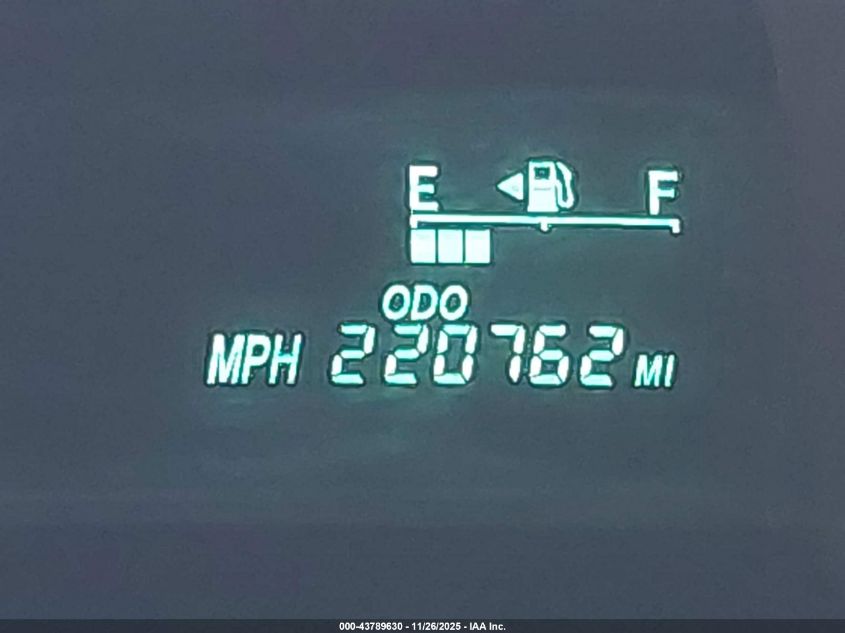 E F
ODO
MPH 220762 MI
000-43789630 - 11/26/2025 - IAA Inc.